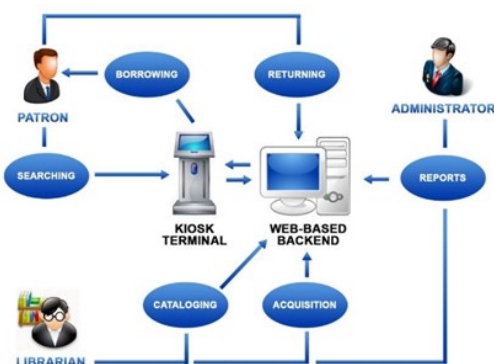 BORROWING
RETURNING
PATRON
ADMINISTRATOR
SEARCHING
REPORTS
KIOSK
TERMINAL
WEB-BASED
BACKEND
CATALOGING
ACQUISITION
LIBRARIAN